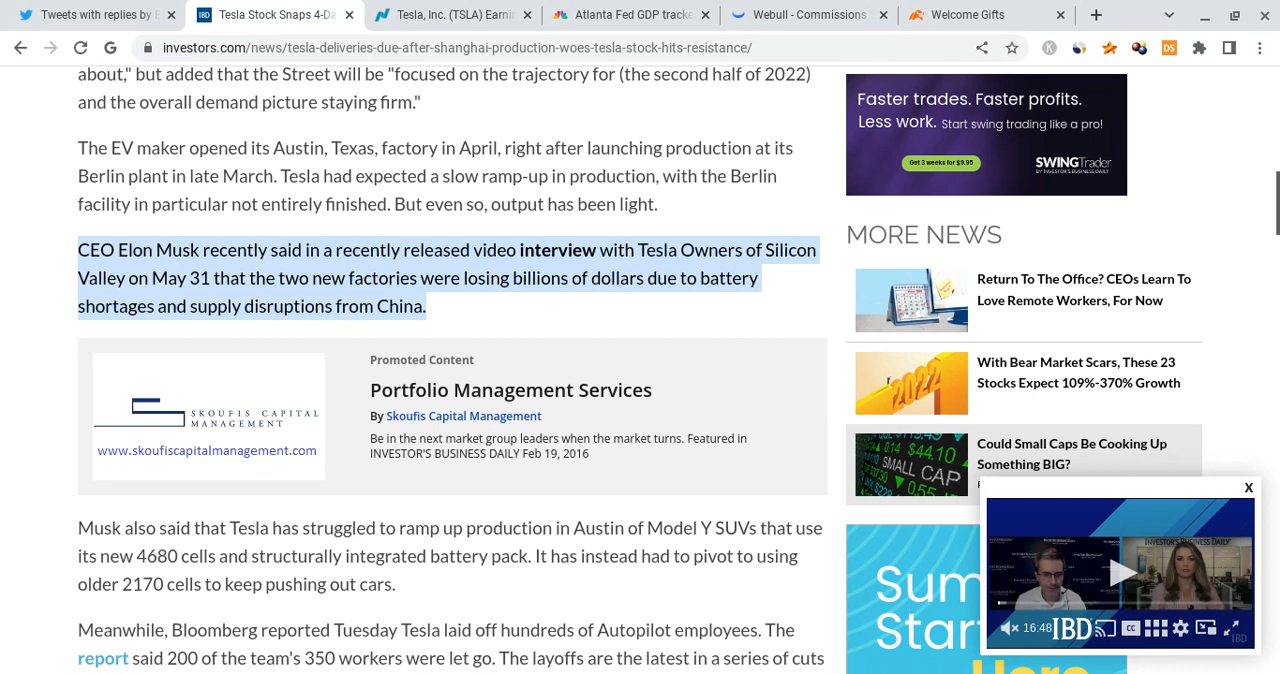 Tweets with replies by E
Tesla Stock Snaps 4-Da
Tesla, Inc. (TSLA) Earnin
Atlanta Fed GDP tracke
Webull - Commissions
Welcome Gifts
investors.com/news/tesla-deliveries-due-after-shanghai-production-woes-tesla-stock-hits-resistance/
about," but added that the Street will be "focused on the trajectory for (the second half of 2022)
and the overall demand picture staying firm."
The EV maker opened its Austin, Texas, factory in April, right after launching production at its
Berlin plant in late March. Tesla had expected a slow ramp-up in production, with the Berlin
facility in particular not entirely finished. But even so, output has been light.
CEO Elon Musk recently said in a recently released video interview with Tesla Owners of Silicon
Valley on May 31 that the two new factories were losing billions of dollars due to battery
shortages and supply disruptions from China.
SKOUFIS CAPITAL
MANAGEMENT
www.skoufiscapitalmanagement.com
Promoted Content
Portfolio Management Services
By Skoufis Capital Management
Be in the next market group leaders when the market turns. Featured in
INVESTOR'S BUSINESS DAILY Feb 19, 2016
Musk also said that Tesla has struggled to ramp up production in Austin of Model Y SUVs that use
its new 4680 cells and structurally integrated battery pack. It has instead had to pivot to using
older 2170 cells to keep pushing out cars.
Meanwhile, Bloomberg reported Tuesday Tesla laid off hundreds of Autopilot employees. The
report said 200 of the team's 350 workers were let go. The layoffs are the latest in a series of cuts
Faster trades. Faster profits.
Less work. Start swing trading like a pro!
Get 3 weeks for $9.95
SWINGTrader
BY INVESTOR'S BUSINESS DAILY
MORE NEWS
Return To The Office? CEOs Learn To
Love Remote Workers, For Now
2022
With Bear Market Scars, These 23
Stocks Expect 109%-370% Growth
0.14 $44.10
SMALL CAP
0.55
Could Small Caps Be Cooking Up
Something BIG?
Sum
Start
Here
X
INVESTOR'S BUSINESS DAILY
16:48
IBD
CC
IBD